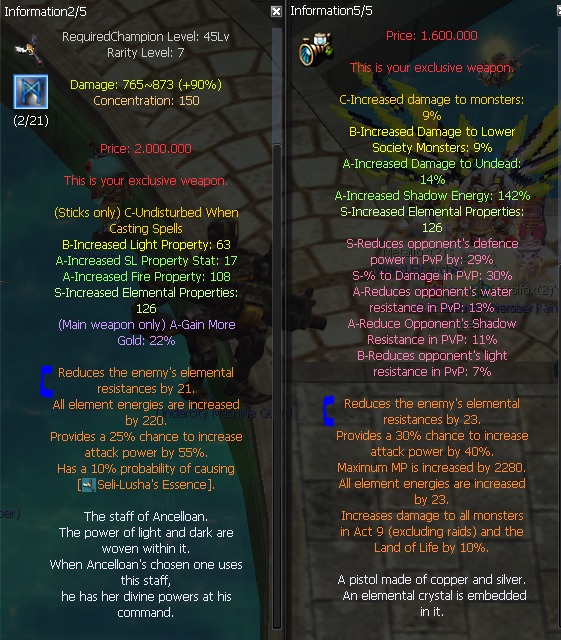 Information2/5
RequiredChampion Level: 45Lv
Rarity Level: 7
Damage: 765~873 (+90%)
Concentration: 150
(2/21)
Price: 2.000.000
This is your exclusive weapon.
(Sticks only) C-Undisturbed When
Casting Spells
B-Increased Light Property: 63
A-Increased SL Property Stat: 17
A-Increased Fire Property: 108
S-Increased Elemental Properties:
126
(Main weapon only) A-Gain More
Gold: 22%
Reduces the enemy's elemental
resistances by 21.
All element energies are increased
by 220.
Provides a 25% chance to increase
attack power by 55%.
Has a 10% probability of causing
[Seli-Lusha's Essence].
The staff of Ancelloan.
The power of light and dark are
woven within it.
When Ancelloan's chosen one uses
this staff,
he has her divine powers at his
command.
Information5/5
Price: 1.600.000
This is your exclusive weapon.
C-Increased damage to monsters:
9%
B-Increased Damage to Lower
Society Monsters: 9%
A-Increased Damage to Undead:
14%
A-Increased Shadow Energy: 142%
S-Increased Elemental Properties:
126
S-Reduces opponent's defence
power in PvP by: 29%
S-% to Damage in PVP: 30%
A-Reduces opponent's water
resistance in PvP: 13%
A-Reduce Opponent's Shadow
Resistance in PVP: 11%
B-Reduces opponent's light
resistance in PvP: 7%
Reduces the enemy's elemental
resistances by 23.
Provides a 30% chance to increase
attack power by 40%.
Maximum MP is increased by 2280.
All element energies are increased
by 23.
Increases damage to all monsters
in Act 9 (excluding raids) and the
Land of Life by 10%.
A pistol made of copper and silver.
An elemental crystal is embedded
in it.